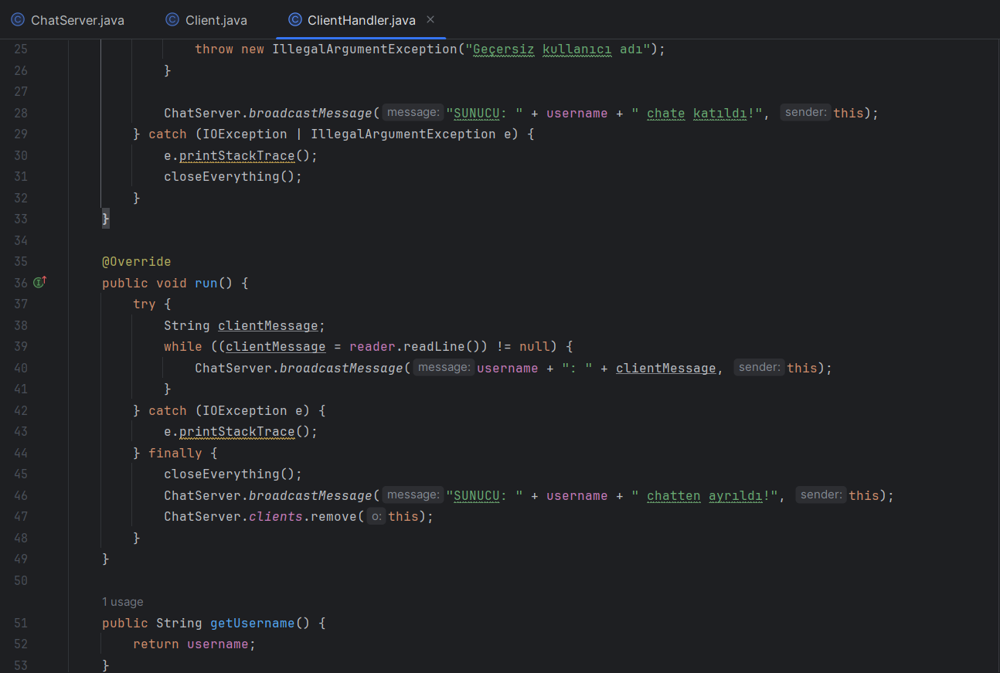 ChatServer.java Client.java ClientHandler.java
25 throw new IllegalArgumentException("Geçersiz kullanıcı adı");
26 }
27
28 ChatServer.broadcastMessage( message: "SUNUCU: " + username + " chate katıldı!", sender: this);
29 } catch (IOException | IllegalArgumentException e) {
30 e.printStackTrace();
31 closeEverything();
32 }
33 }
34
35 @Override
36 public void run() {
37 try {
38 String clientMessage;
39 while ((clientMessage = reader.readLine()) != null) {
40 ChatServer.broadcastMessage( message: username + ": " + clientMessage, sender: this);
41 }
42 } catch (IOException e) {
43 e.printStackTrace();
44 } finally {
45 closeEverything();
46 ChatServer.broadcastMessage( message: "SUNUCU: " + username + " chatten ayrıldı!", sender: this);
47 ChatServer.clients.remove( o: this);
48 }
49 }
50
1 usage
51 public String getUsername() {
52 return username;
53 }